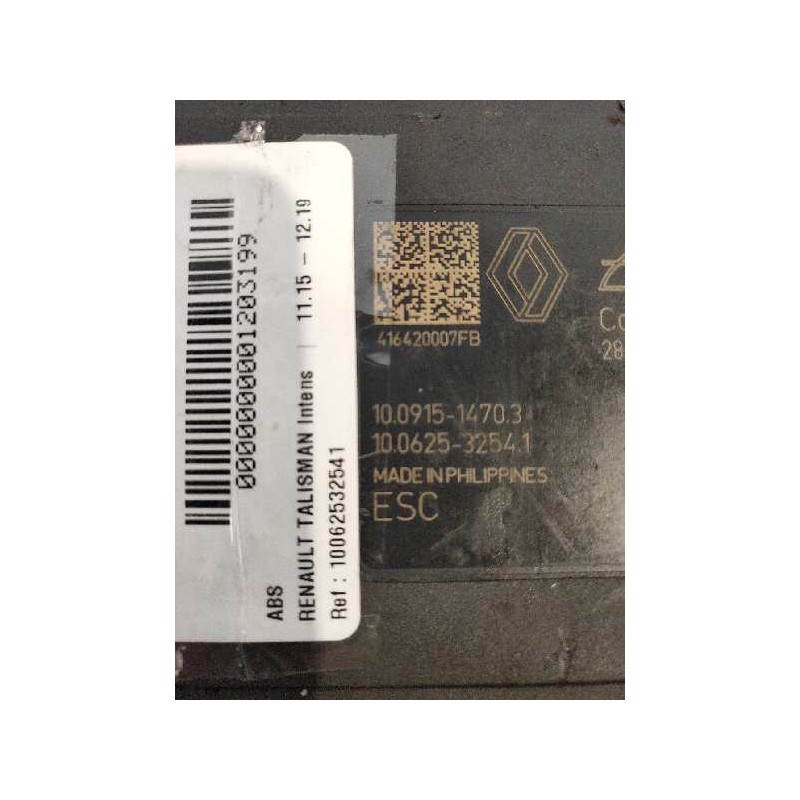 0000000001203199
ABS
RENAULT TALISMAN Intens | 11.15 - 12.19
Ref : 10062532541
416420007FB
10.0915-1470.3
10.0625-3254.1
MADE IN PHILIPPINES
ESC